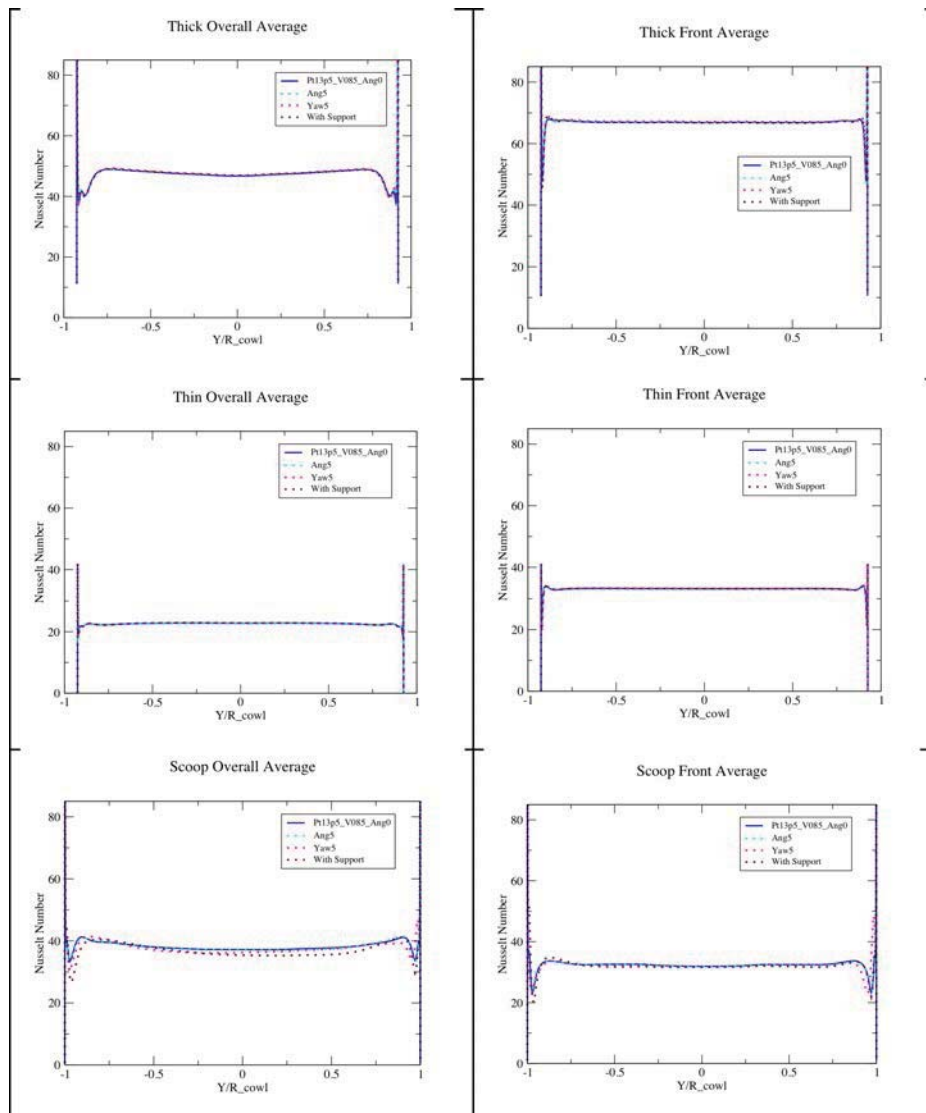 Thick Overall Average
Pt13p5_V085_Ang0
Ang5
Yaw5
With Support
80
60
40
20
0
Nusselt Number
-1 -0.5 0 0.5 1
Y/R_cowl
Thick Front Average
Pt13p5_V085_Ang0
Ang5
Yaw5
With Support
80
60
40
20
0
Nusselt Number
-1 -0.5 0 0.5 1
Y/R_cowl
Thin Overall Average
Pt13p5_V085_Ang0
Ang5
Yaw5
With Support
80
60
40
20
0
Nusselt Number
-1 -0.5 0 0.5 1
Y/R_cowl
Thin Front Average
Pt13p5_V085_Ang0
Ang5
Yaw5
With Support
80
60
40
20
0
Nusselt Number
-1 -0.5 0 0.5 1
Y/R_cowl
Scoop Overall Average
Pt13p5_V085_Ang0
Ang5
Yaw5
With Support
80
60
40
20
0
Nusselt Number
-1 -0.5 0 0.5 1
Y/R_cowl
Scoop Front Average
Pt13p5_V085_Ang0
Ang5
Yaw5
With Support
80
60
40
20
0
Nusselt Number
-1 -0.5 0 0.5 1
Y/R_cowl